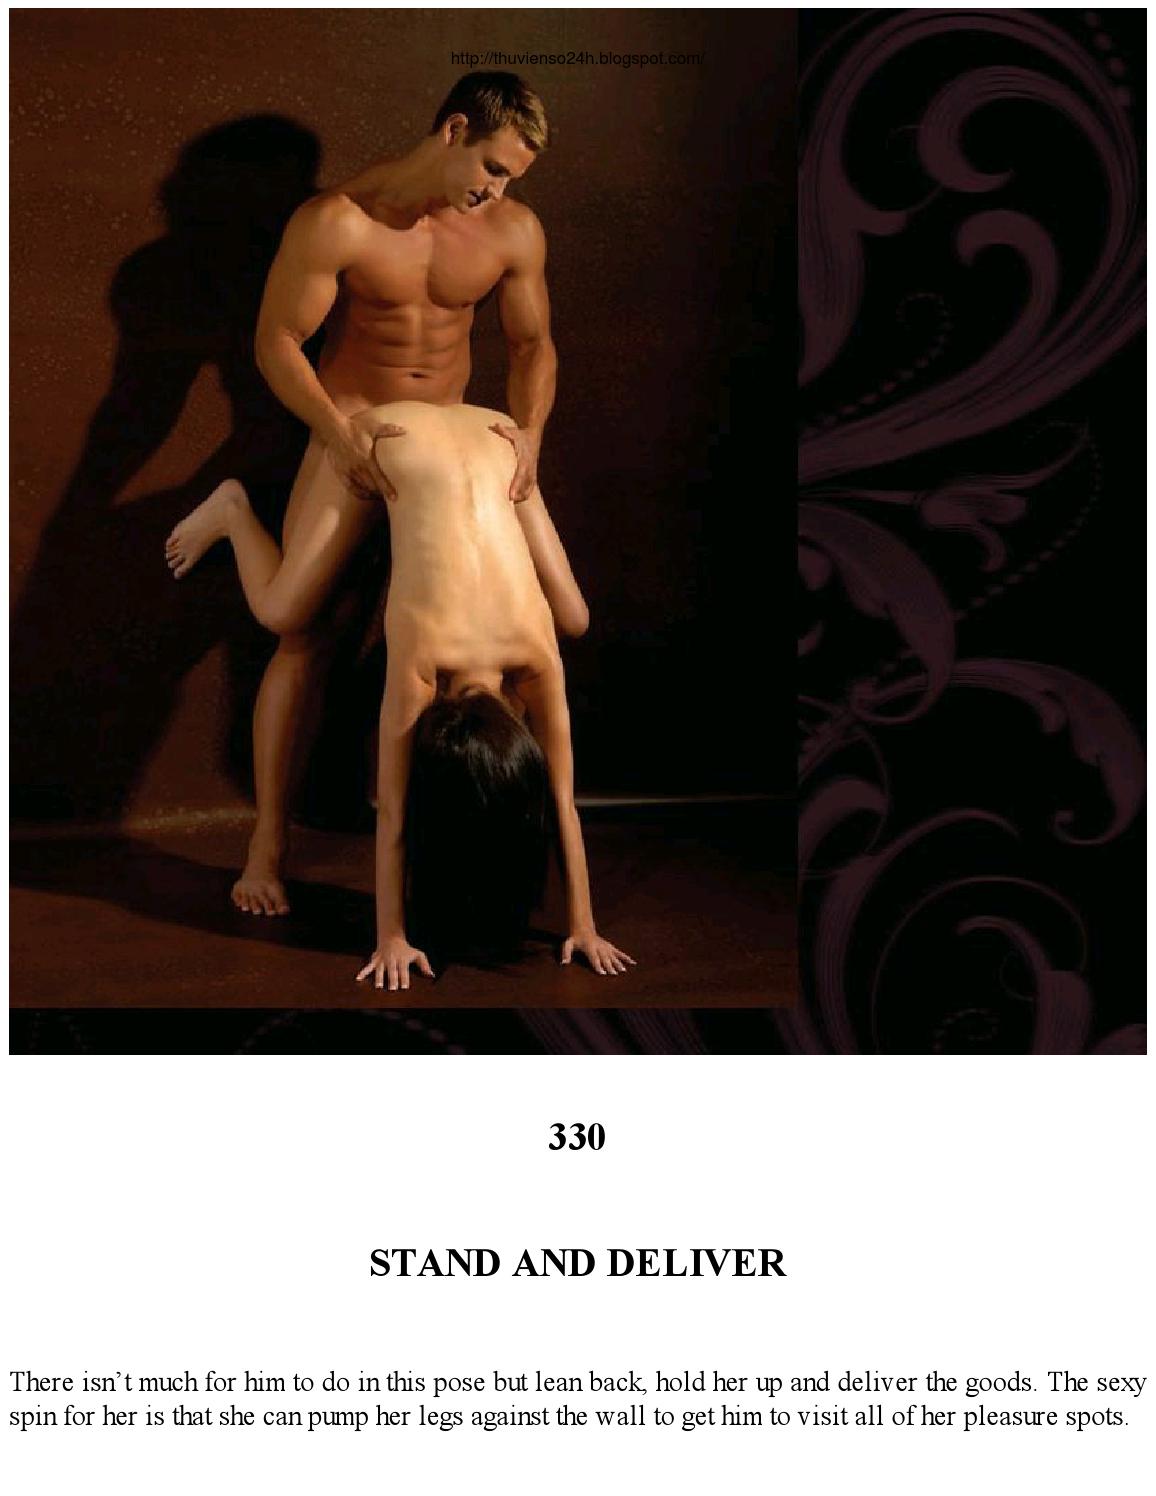 http://thuvienso24h.blogspot.com/
330
STAND AND DELIVER
There isn’t much for him to do in this pose but lean back, hold her up and deliver the goods. The sexy
spin for her is that she can pump her legs against the wall to get him to visit all of her pleasure spots.